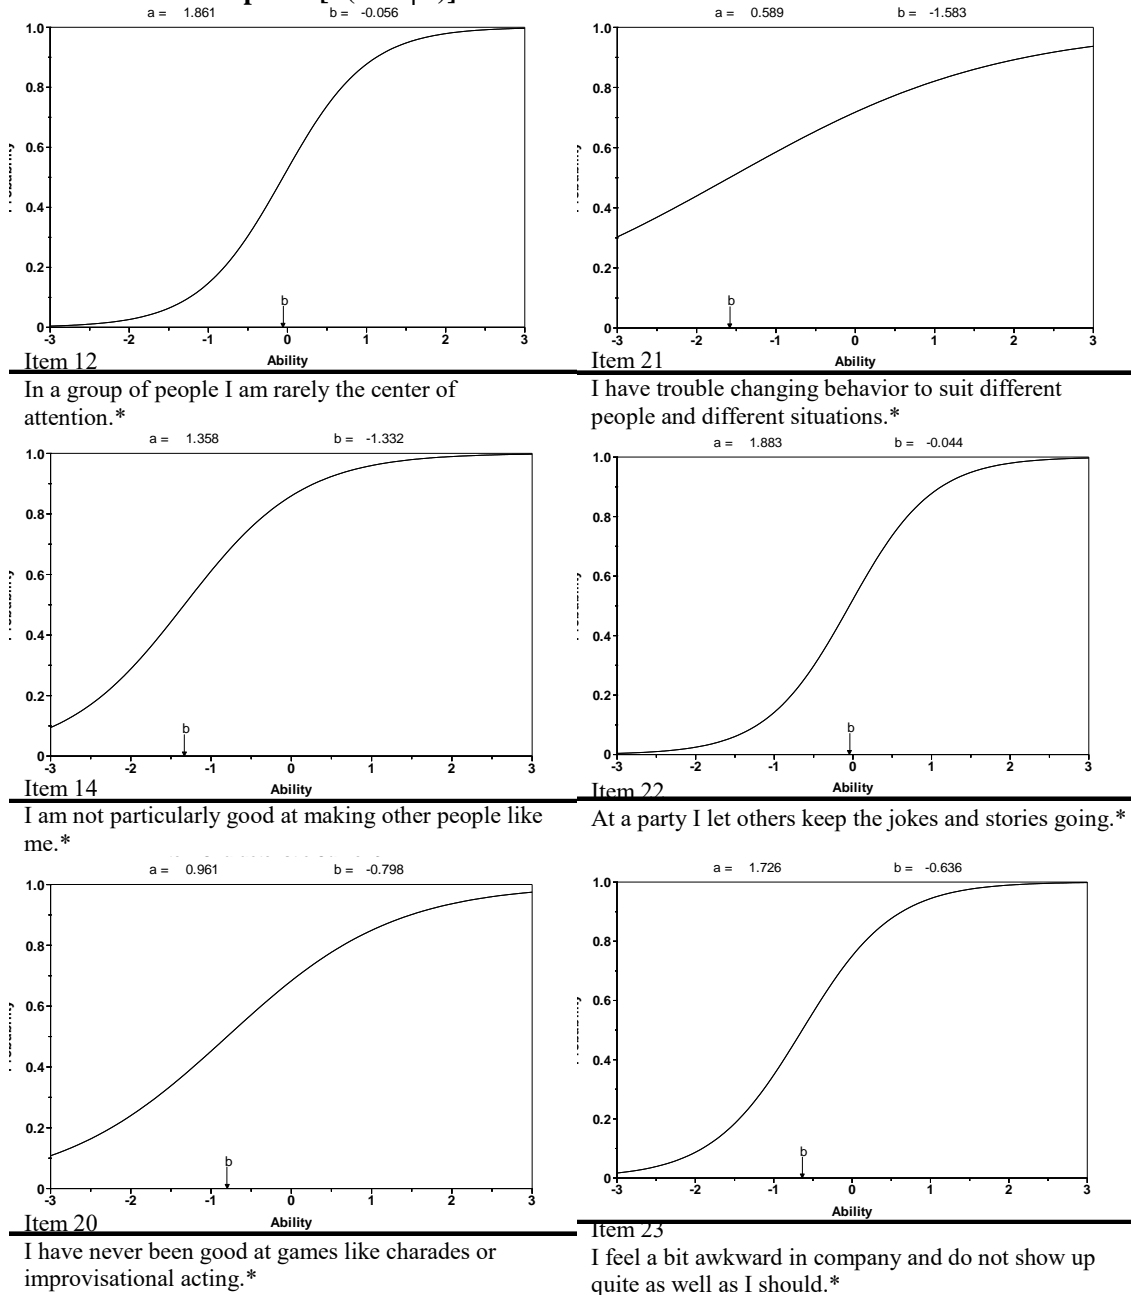 a = 1.861 b = -0.056
1.0
0.8
0.6
0.4
0.2
0
b
-3 -2 -1 0 1 2 3
Ability
Item 12
In a group of people I am rarely the center of
attention.*
a = 0.589 b = -1.583
1.0
0.8
0.6
0.4
0.2
0
b
-3 -2 -1 0 1 2 3
Ability
Item 21
I have trouble changing behavior to suit different
people and different situations.*
a = 1.358 b = -1.332
1.0
0.8
0.6
0.4
0.2
0
b
-3 -2 -1 0 1 2 3
Ability
Item 14
I am not particularly good at making other people like
me.*
a = 1.883 b = -0.044
1.0
0.8
0.6
0.4
0.2
0
b
-3 -2 -1 0 1 2 3
Ability
Item 22
At a party I let others keep the jokes and stories going.*
a = 0.961 b = -0.798
1.0
0.8
0.6
0.4
0.2
0
b
-3 -2 -1 0 1 2 3
Ability
Item 20
I have never been good at games like charades or
improvisational acting.*
a = 1.726 b = -0.636
1.0
0.8
0.6
0.4
0.2
0
b
-3 -2 -1 0 1 2 3
Ability
Item 23
I feel a bit awkward in company and do not show up
quite as well as I should.*